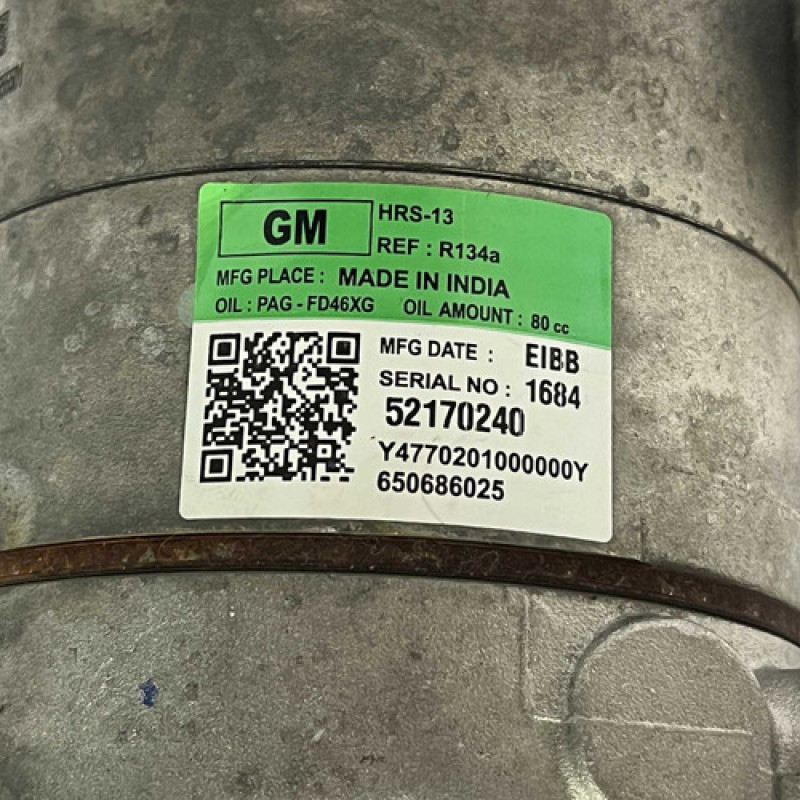 GM
HRS-13
REF : R134a
MFG PLACE : MADE IN INDIA
OIL : PAG - FD46XG OIL AMOUNT : 80 cc
MFG DATE : EIBB
SERIAL NO : 1684
52170240
Y4770201000000Y
650686025